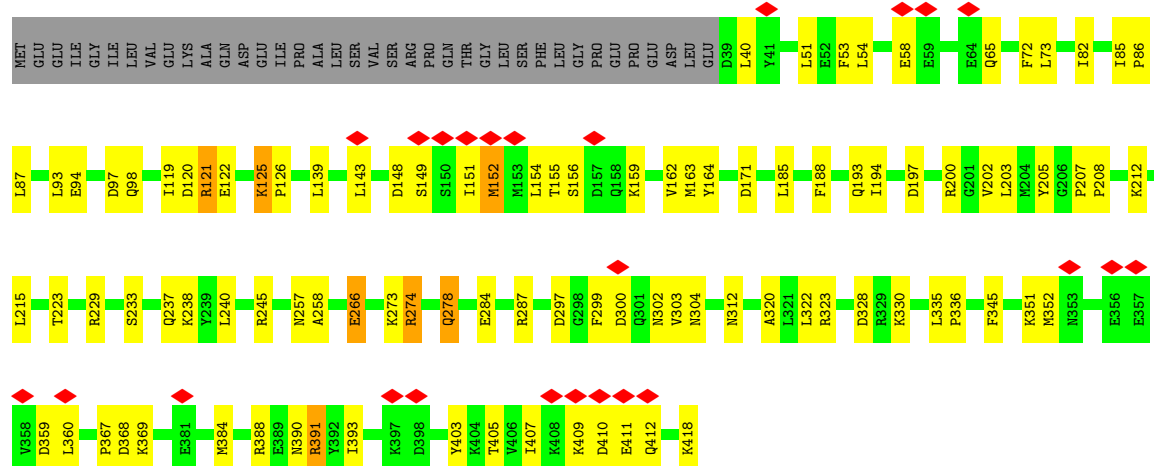 MET GLU GLU ILE GLY ILE LEU VAL GLU LYS ALA GLN ASP GLU ILE PRO ALA LEU SER VAL SER ARG PRO GLN THR GLY LEU SER PHE LEU GLY PRO GLU PRO GLU ASP LEU GLU D39 L40 Y41 L51 E52 F53 L54 E58 E59 E64 Q65 F72 L73 I82 I85 P86
L87 L93 E94 D97 Q98 I119 D120 R121 E122 K125 P126 L139 L143 D148 S149 S150 I151 M152 M153 L154 T155 S156 D157 Q158 K159 V162 M163 Y164 D171 L185 F188 Q193 I194 D197 R200 G201 V202 L203 M204 Y205 G206 P207 P208 K212
L215 T223 R229 S233 Q237 K238 Y239 L240 R245 N257 A258 E266 K273 R274 Q278 E284 R287 D297 G298 F299 D300 Q301 N302 V303 N304 N312 A320 L321 L322 R323 D328 R329 K330 L335 P336 F345 K351 M352 N353 E356 E357
V358 D359 L360 P367 D368 K369 E381 M384 R388 E389 N390 R391 Y392 I393 K397 D398 Y403 K404 T405 V406 I407 K408 K409 D410 E411 Q412 K418